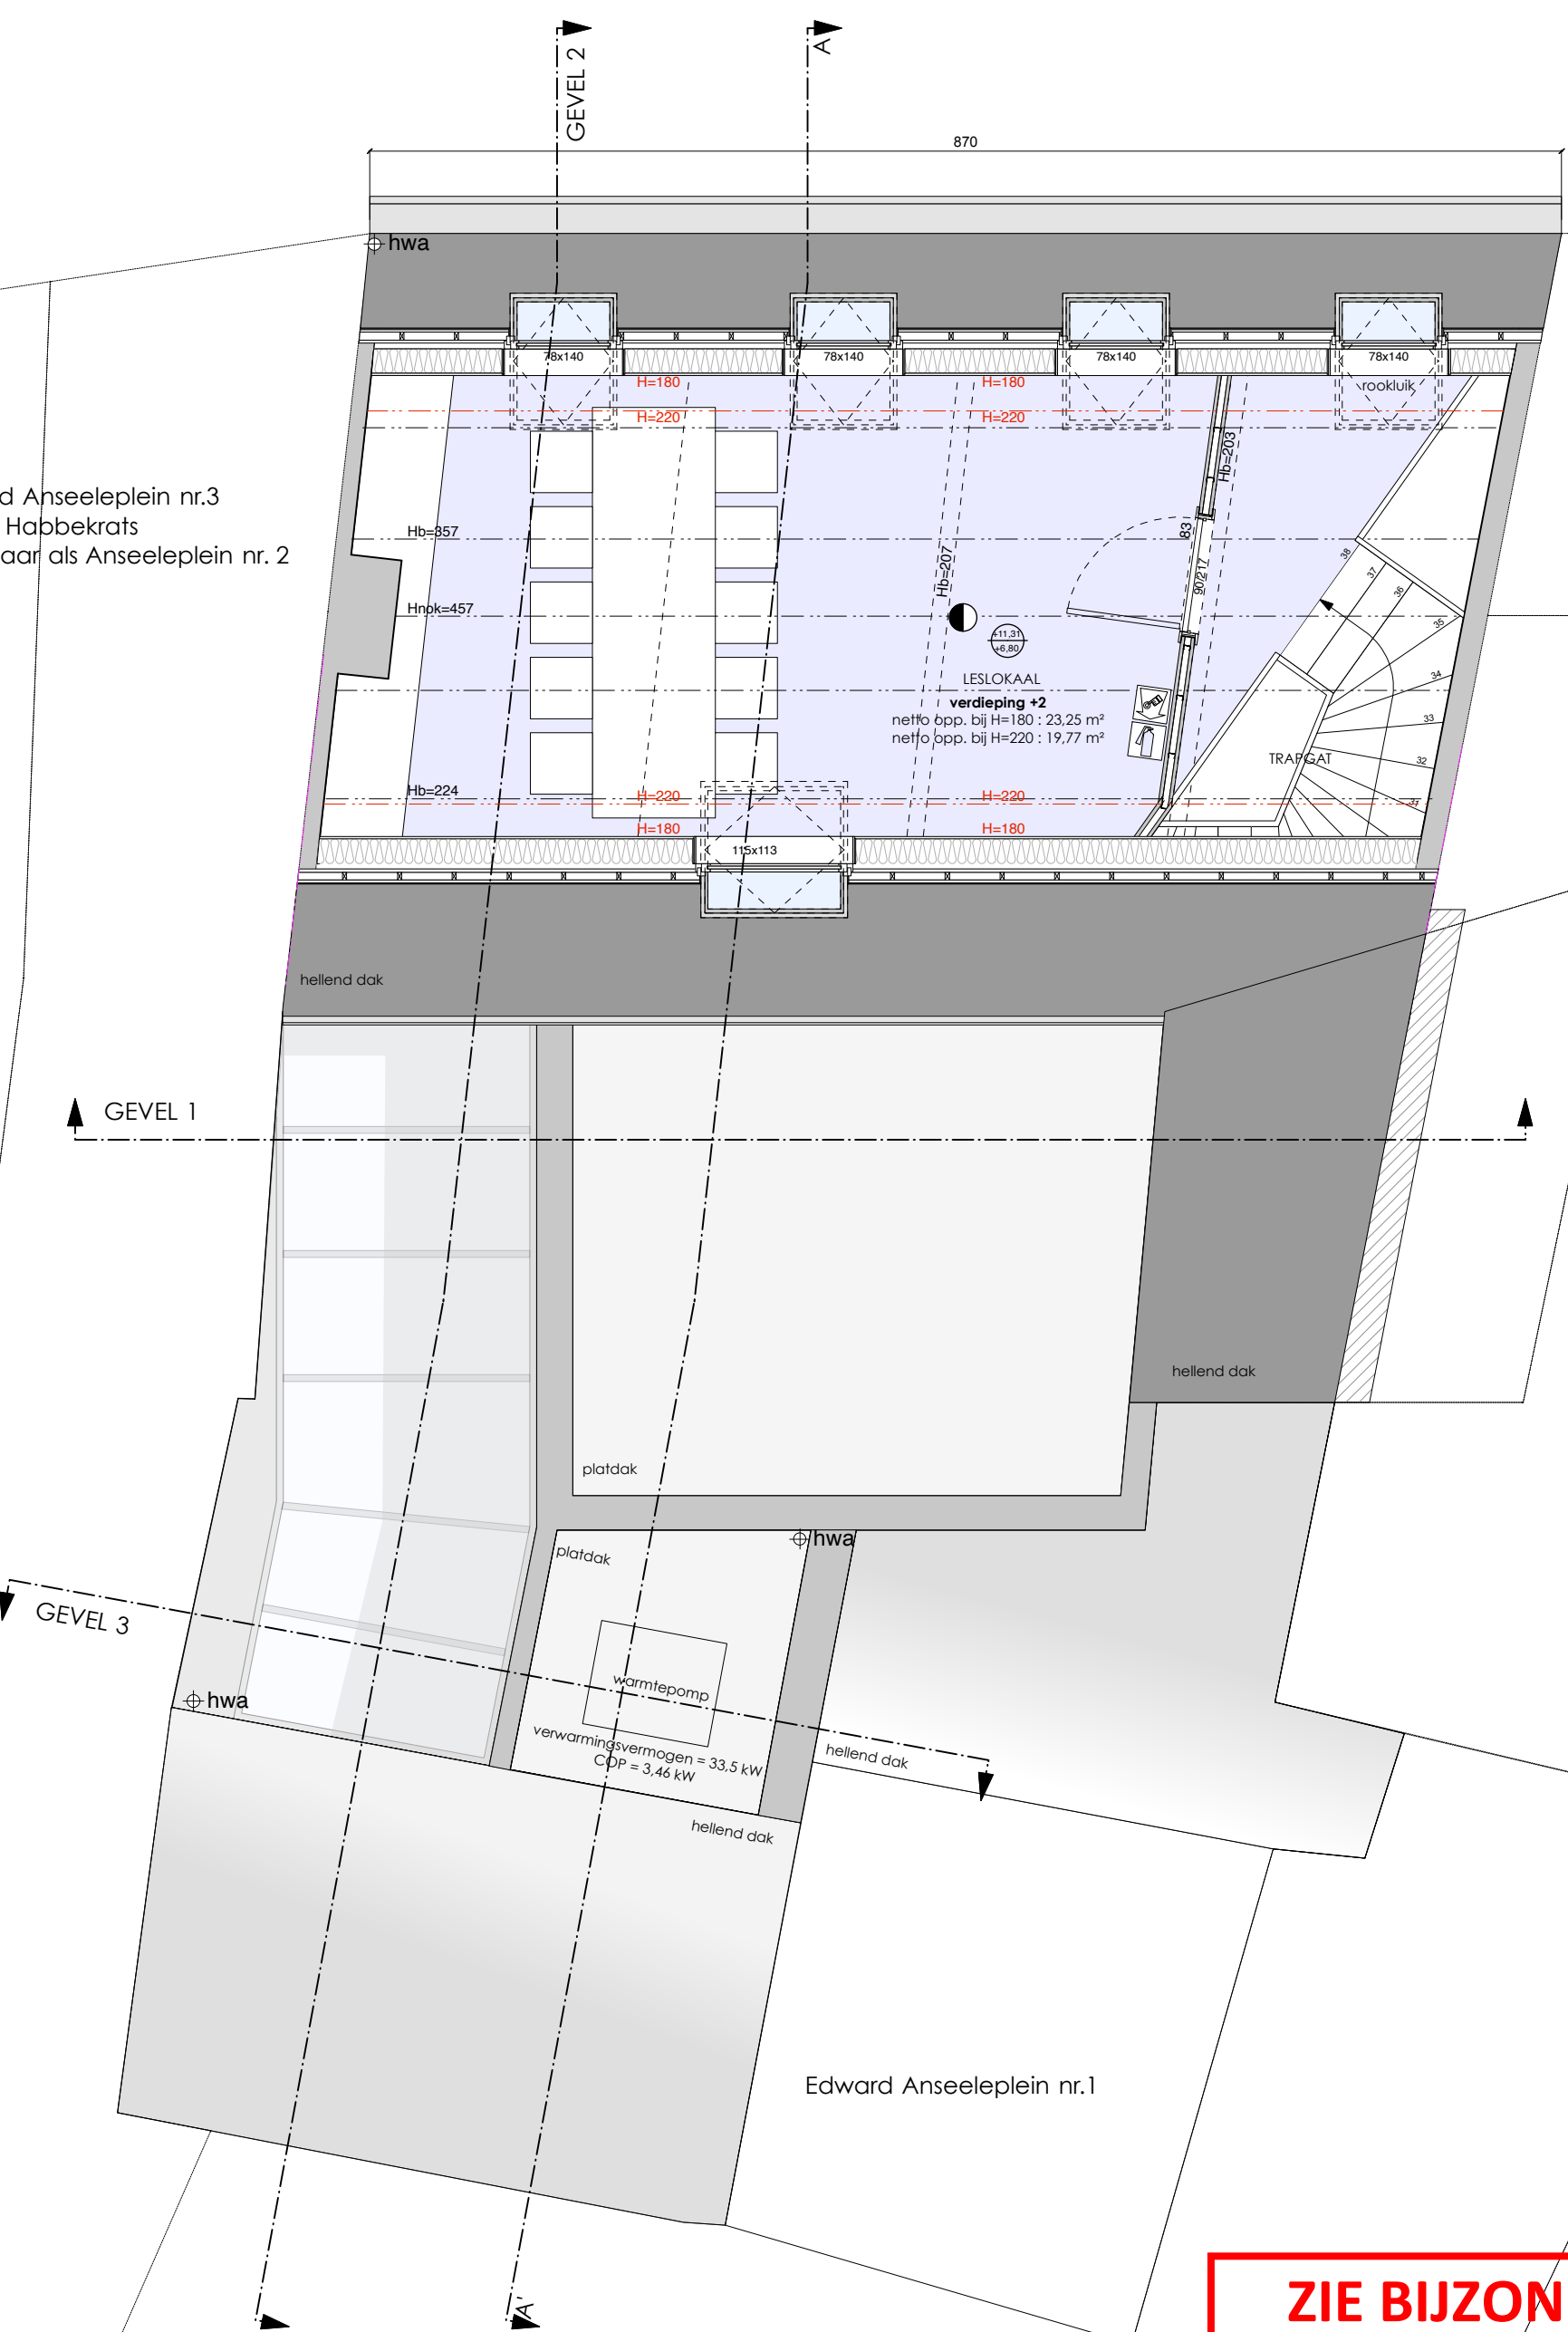 GEVEL 2
A
870
hwa
78x140
78x140
78x140
78x140
rookluik
H=180
H=180
H=220
H=220
Hb=203
d Anseeleplein nr.3
Habbekrats
aar als Anseeleplein nr. 2
Hb=357
83
90/217
Hb=207
Hnok=457
38
37
36
35
34
33
32
31
+11,31
+6,80
LESLOKAAL
verdieping +2
netto opp. bij H=180 : 23,25 m²
netto opp. bij H=220 : 19,77 m²
TRAPGAT
Hb=224
H=220
H=220
H=180
H=180
115x113
hellend dak
GEVEL 1
hellend dak
platdak
hwa
platdak
GEVEL 3
warmtepomp
hwa
verwarmingsvermogen = 33,5 kW
COP = 3,46 kW
hellend dak
hellend dak
Edward Anseeleplein nr.1
A'
ZIE BIJZON